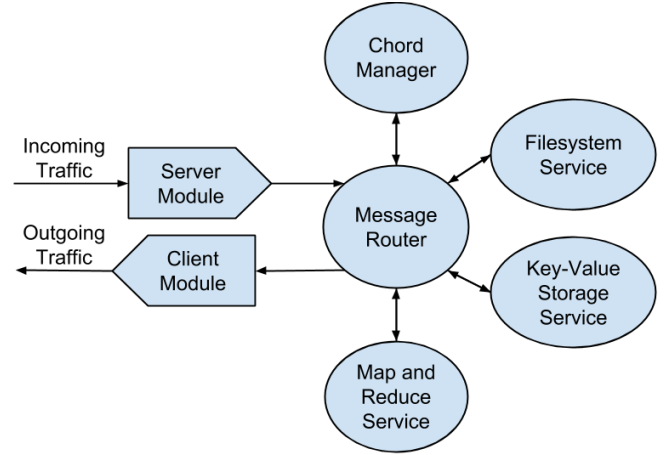 Chord
Manager
Incoming
Traffic
Server
Module
Filesystem
Service
Message
Router
Outgoing
Traffic
Client
Module
Key-Value
Storage
Service
Map and
Reduce
Service